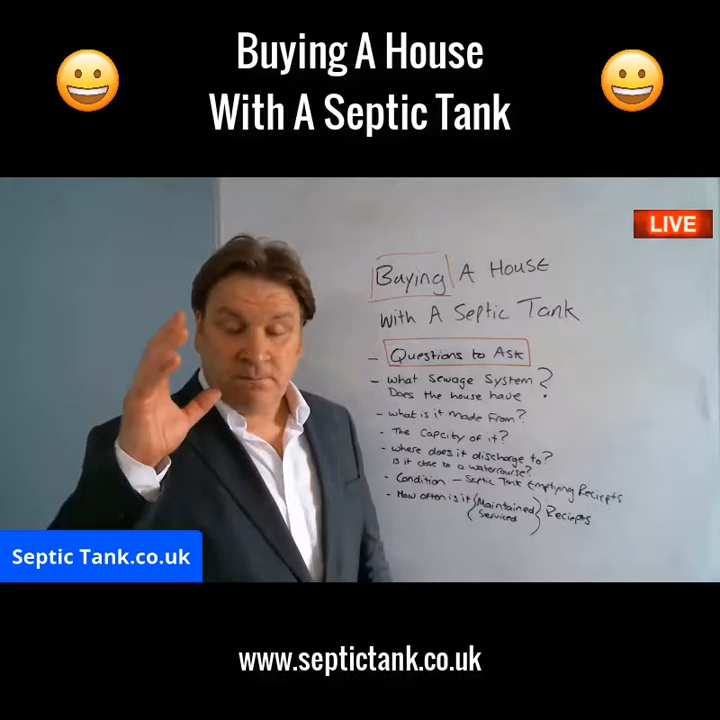 Buying A House
With A Septic Tank
LIVE
Buying A House
with A Septic Tank
- Questions to Ask
- what Sewage System ?
Does the house have
- what is it made From?
- The Capacity of it?
- where does it discharge to?
is it close to a watercourse?
- Condition - Septic Tank Emptying Reciepts
- How often is it (Maintained) Reciepts
Serviced
Septic Tank.co.uk
www.septictank.co.uk